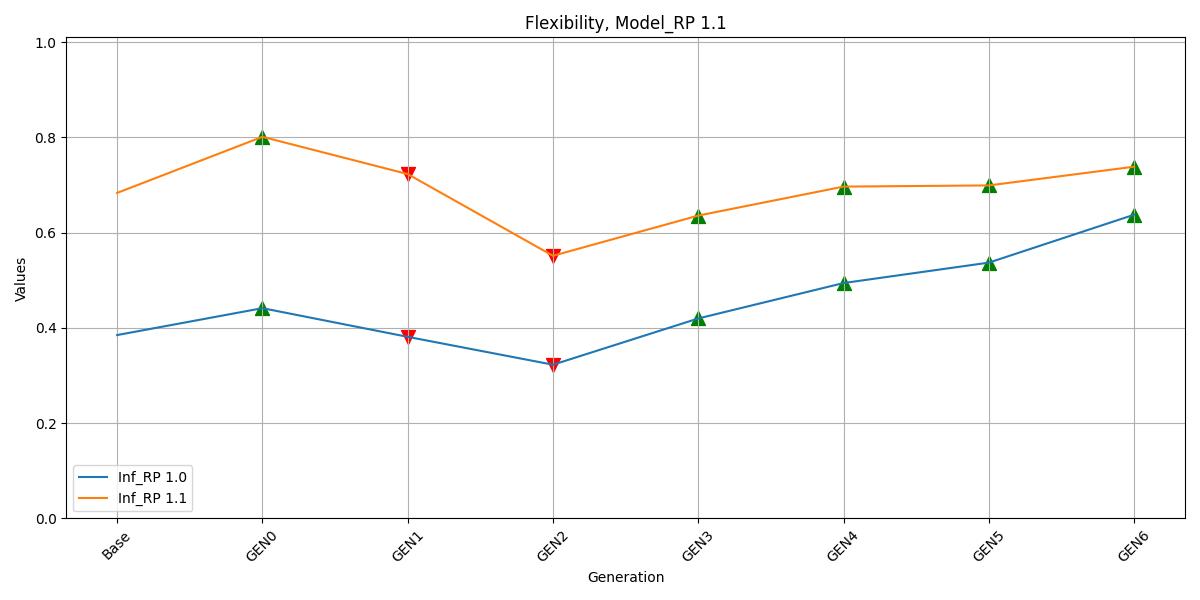 Flexibility, Model_RP 1.1
Values
1.0
0.8
0.6
0.4
0.2
0.0
Inf_RP 1.0
Inf_RP 1.1
Base
GEN0
GEN1
GEN2
GEN3
GEN4
GEN5
GEN6
Generation